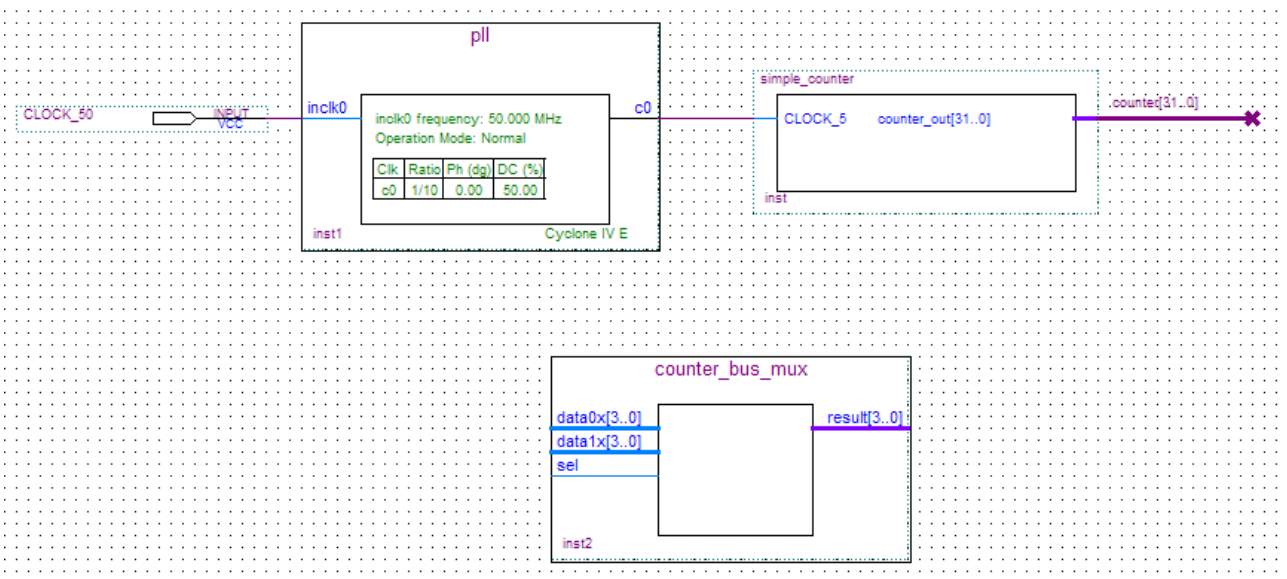 pll
simple_counter
counter[31..0]
CLOCK_50
INPUT
VCC
inclk0
c0
inclk0 frequency: 50.000 MHz
Operation Mode: Normal
Clk Ratio Ph (dg) DC (%)
c0 1/10 0.00 50.00
inst1
Cyclone IV E
CLOCK_5
counter_out[31..0]
inst
counter_bus_mux
data0x[3..0]
result[3..0]
data1x[3..0]
sel
inst2